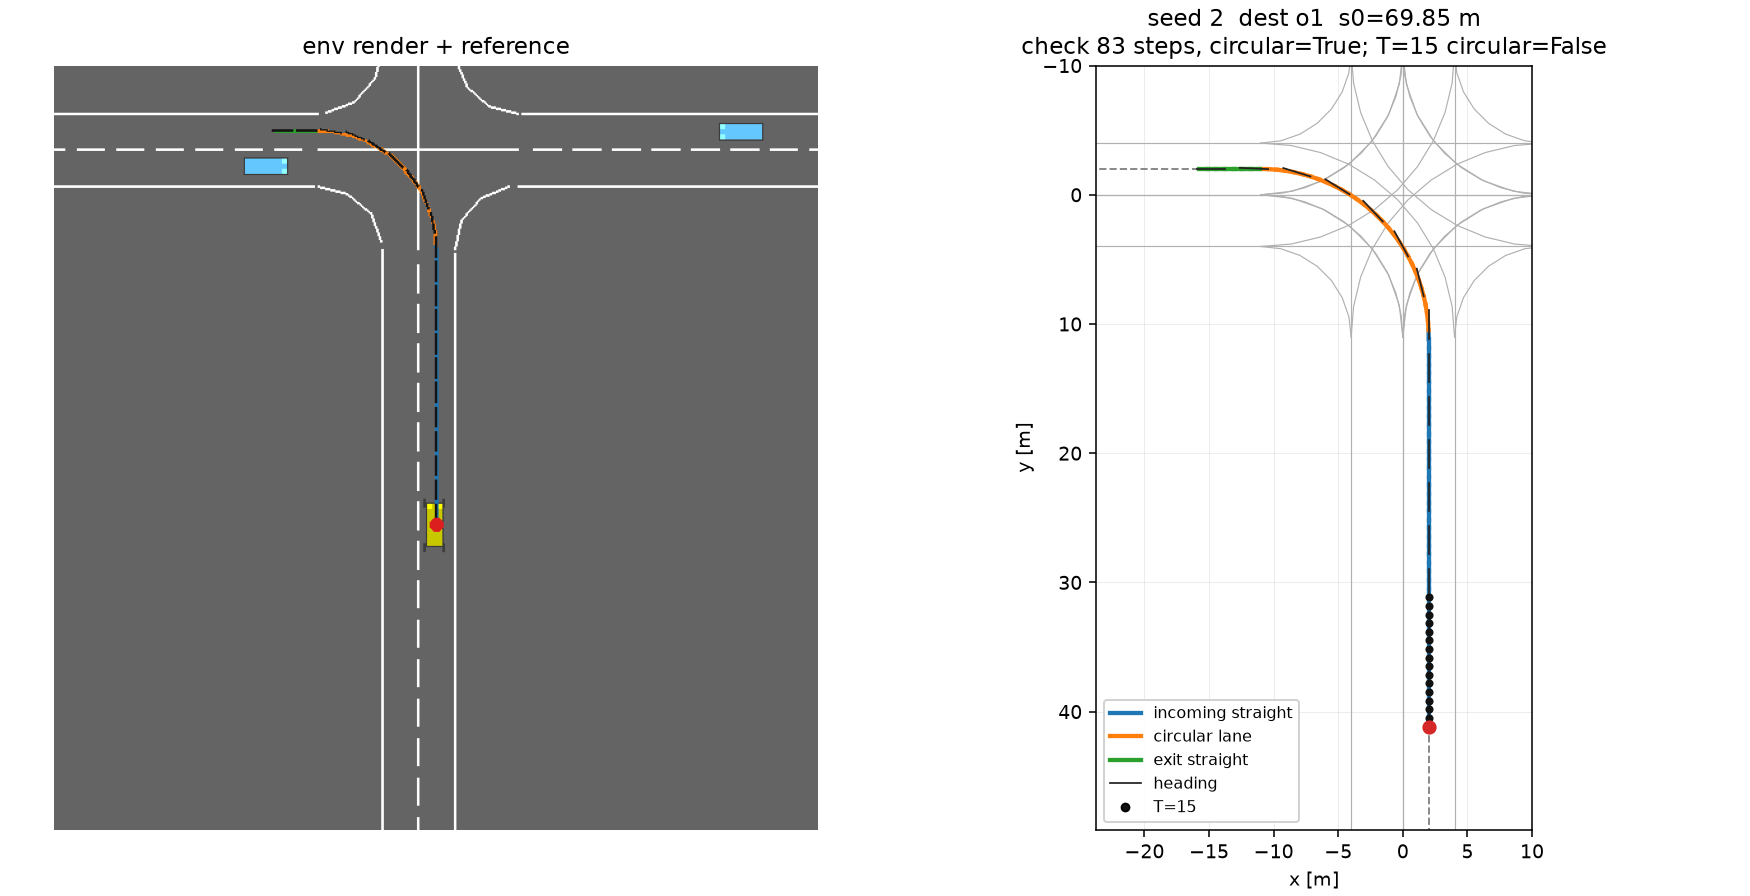 env render + reference
seed 2  dest o1  s0=69.85 m
check 83 steps, circular=True; T=15 circular=False
−10
0
10
20
30
40
y [m]
incoming straight
circular lane
exit straight
heading
T=15
−20
−15
−10
−5
0
5
10
x [m]